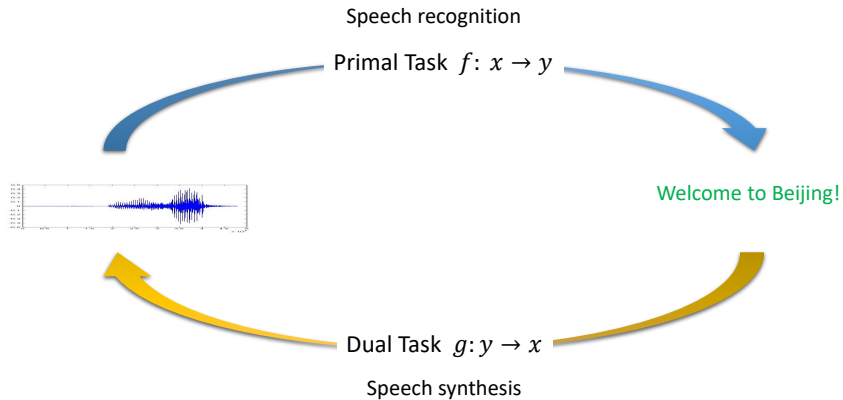 Speech recognition
Primal Task f: x → y
Welcome to Beijing!
Dual Task g: y → x
Speech synthesis